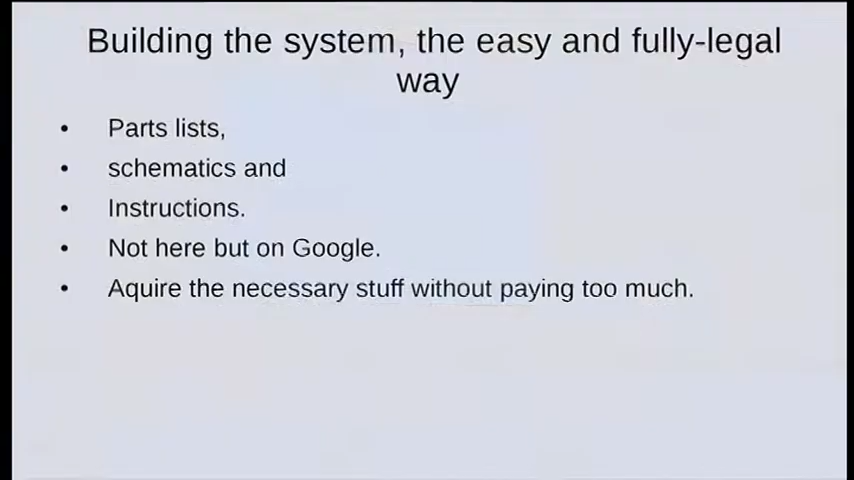 Building the system, the easy and fully-legal
way
• Parts lists,
• schematics and
• Instructions.
• Not here but on Google.
• Aquire the necessary stuff without paying too much.